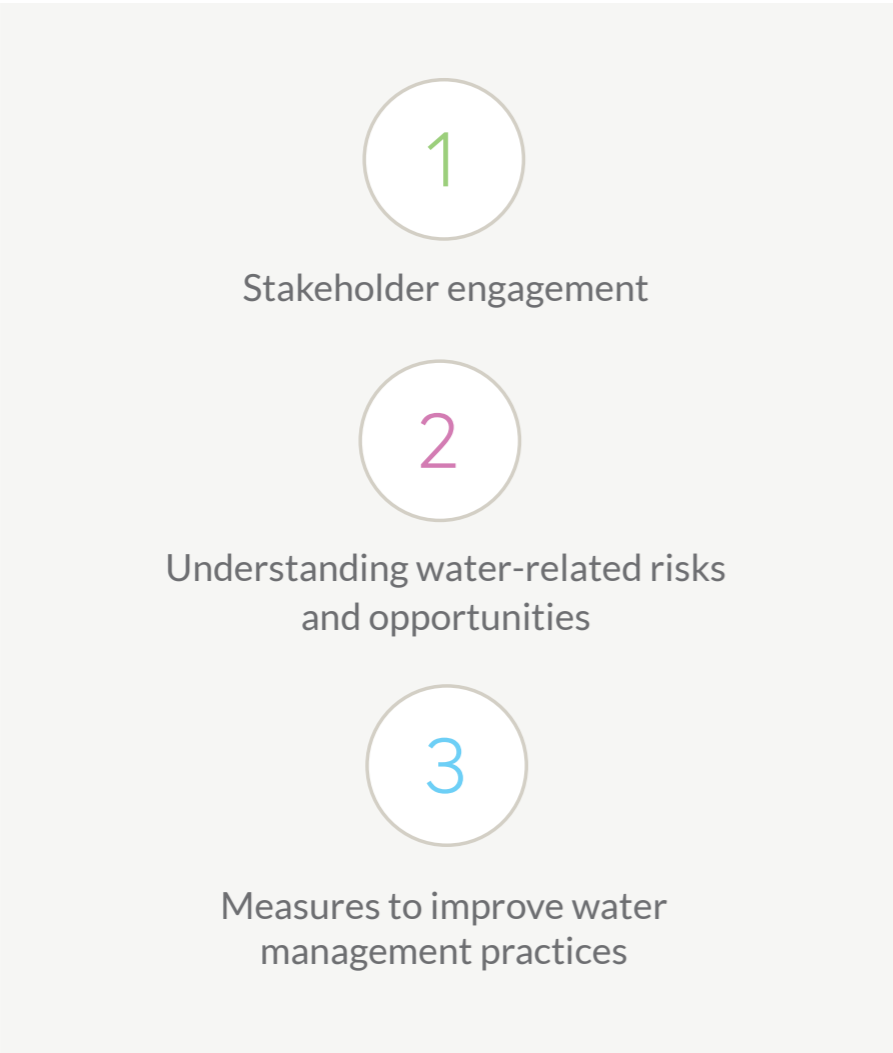 1
Stakeholder engagement
2
Understanding water-related risks
and opportunities
3
Measures to improve water
management practices